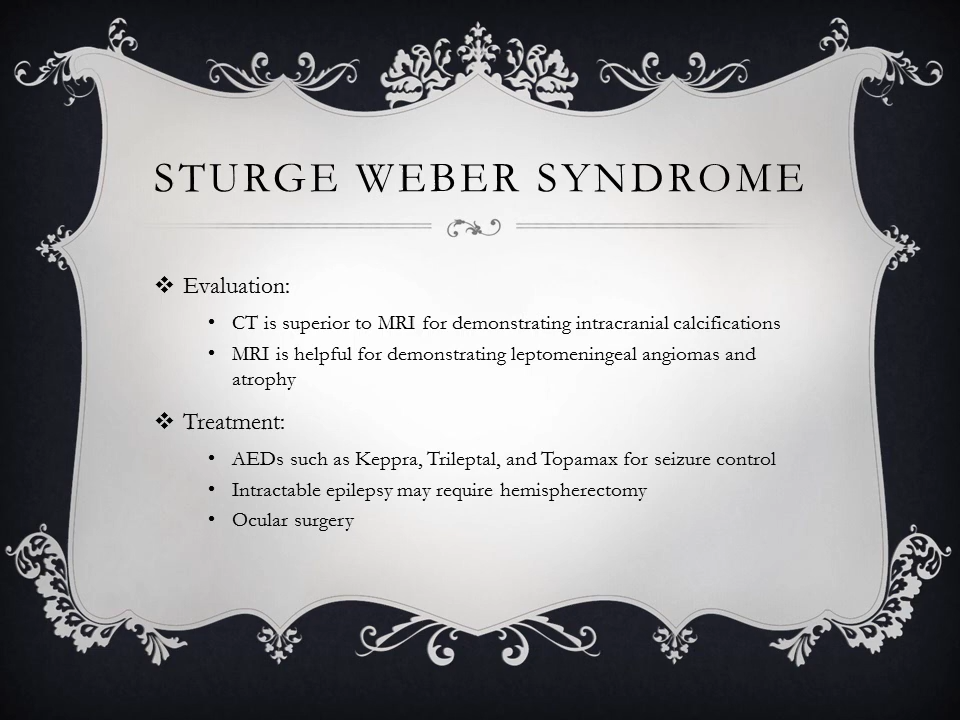 STURGE WEBER SYNDROME
❖ Evaluation:
• CT is superior to MRI for demonstrating intracranial calcifications
• MRI is helpful for demonstrating leptomeningeal angiomas and
atrophy
❖ Treatment:
• AEDs such as Keppra, Trileptal, and Topamax for seizure control
• Intractable epilepsy may require hemispherectomy
• Ocular surgery